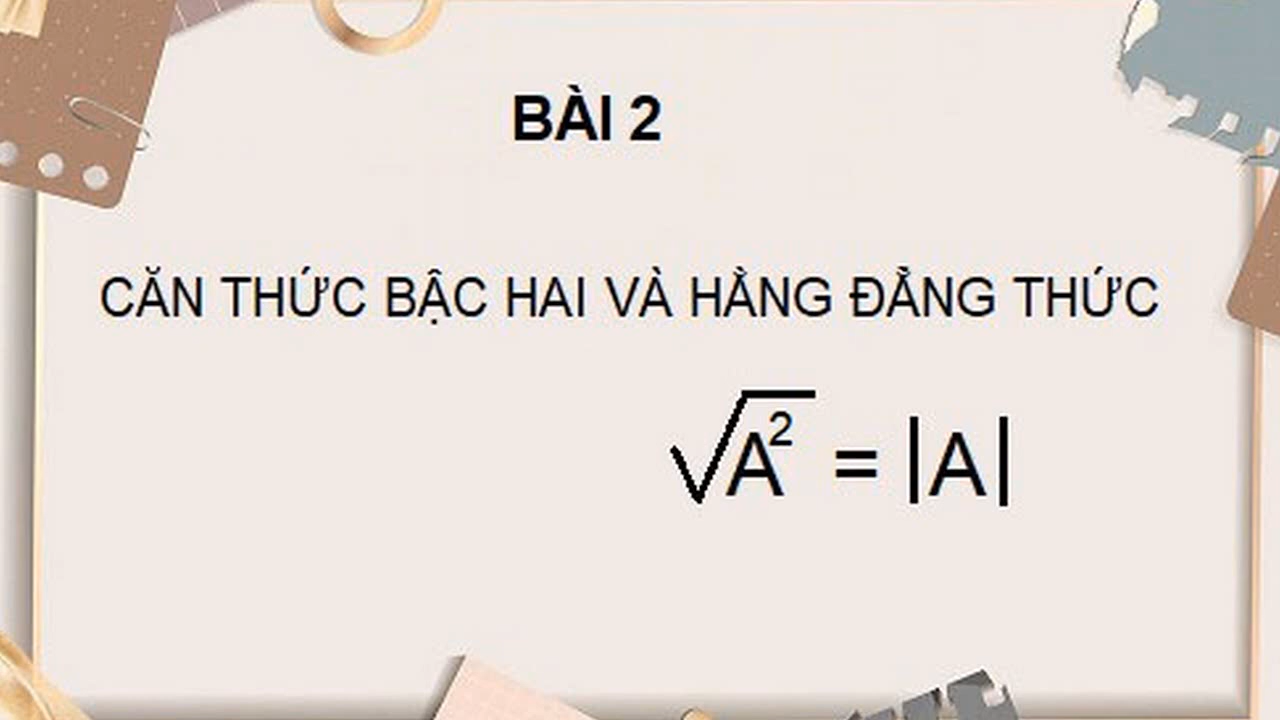 BÀI 2
CĂN THỨC BẬC HAI VÀ HẰNG ĐẲNG THỨC
√A² = |A|